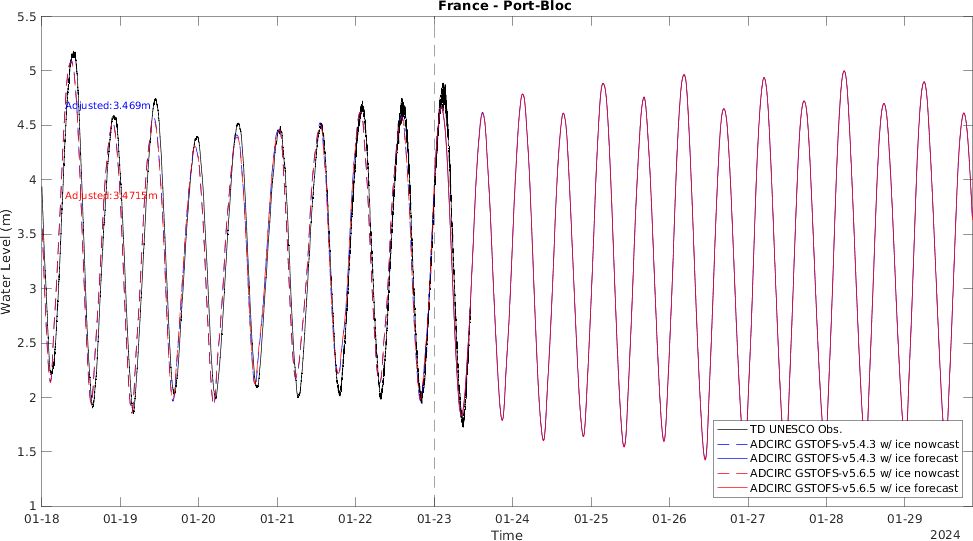 France - Port-Bloc
5.5
5
4.5
4
3.5
3
2.5
2
1.5
1
Water Level (m)
Adjusted:3.469m
Adjusted:3.4715m
TD UNESCO Obs.
ADCIRC GSTOFS-v5.4.3 w/ ice nowcast
ADCIRC GSTOFS-v5.4.3 w/ ice forecast
ADCIRC GSTOFS-v5.6.5 w/ ice nowcast
ADCIRC GSTOFS-v5.6.5 w/ ice forecast
01-18 01-19 01-20 01-21 01-22 01-23 01-24 01-25 01-26 01-27 01-28 01-29
Time
2024